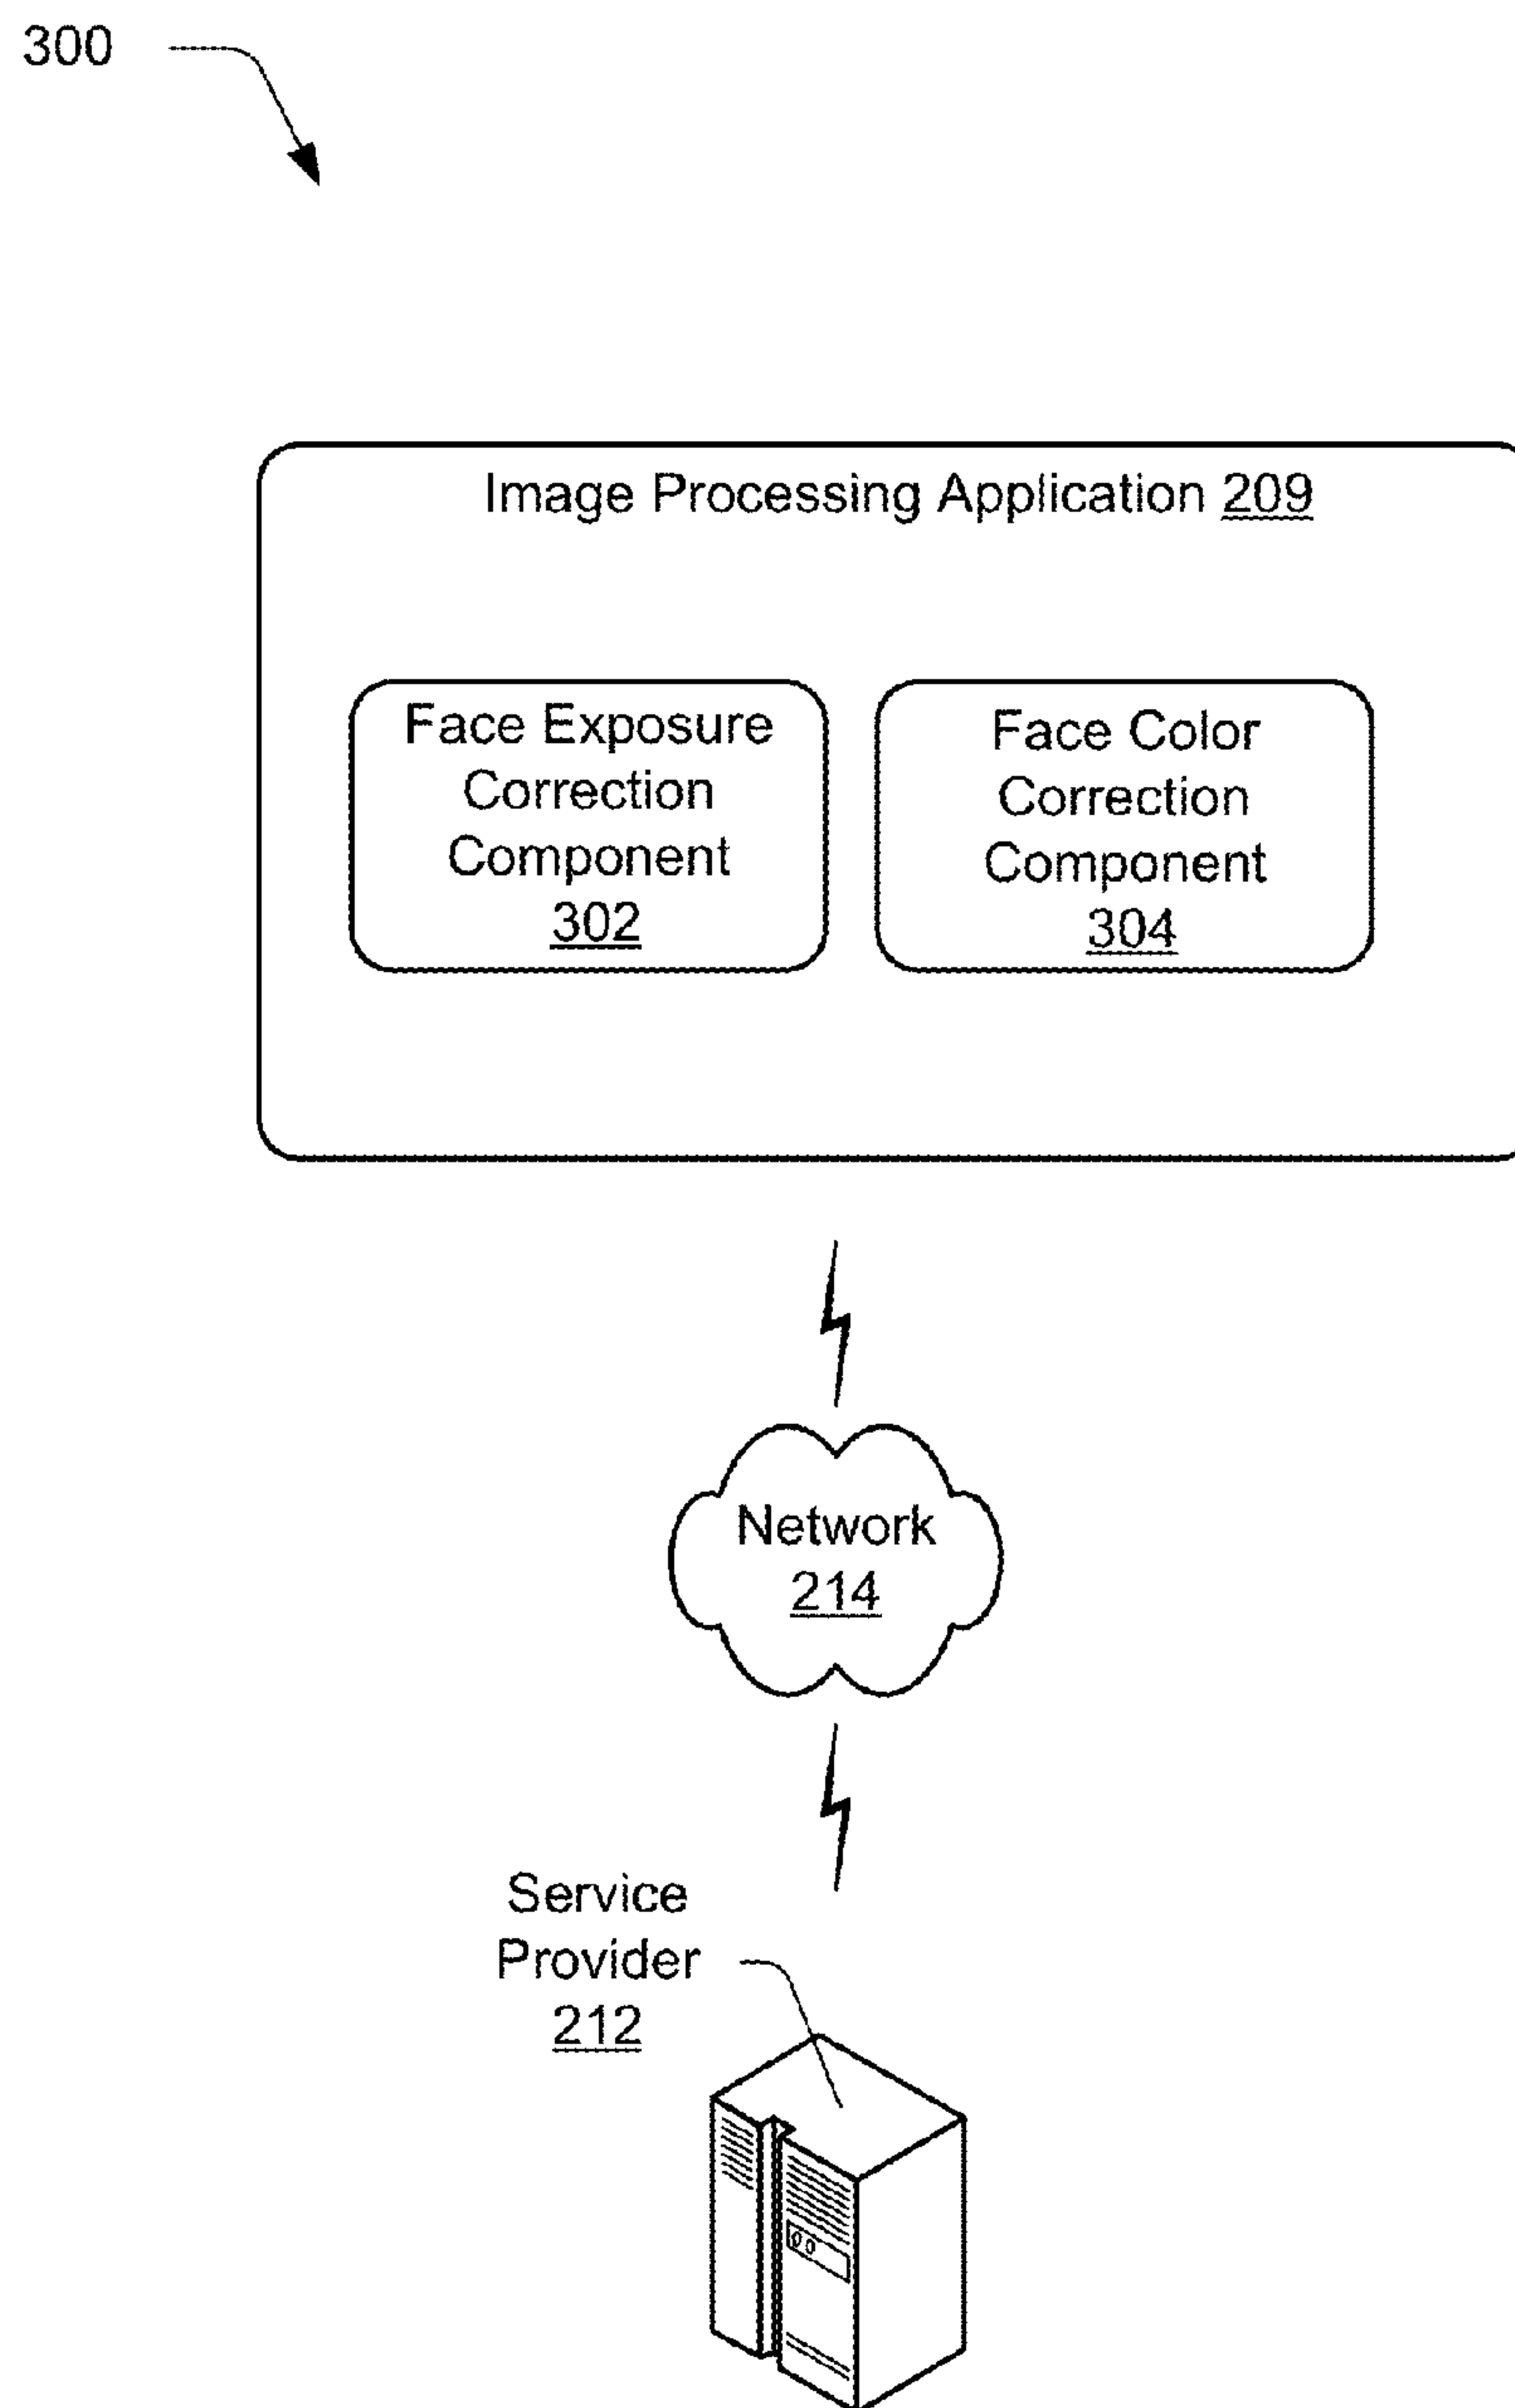 300
Image Processing Application 209
Face Exposure
Correction
Component
302
Face Color
Correction
Component
304
Network
214
Service
Provider
212